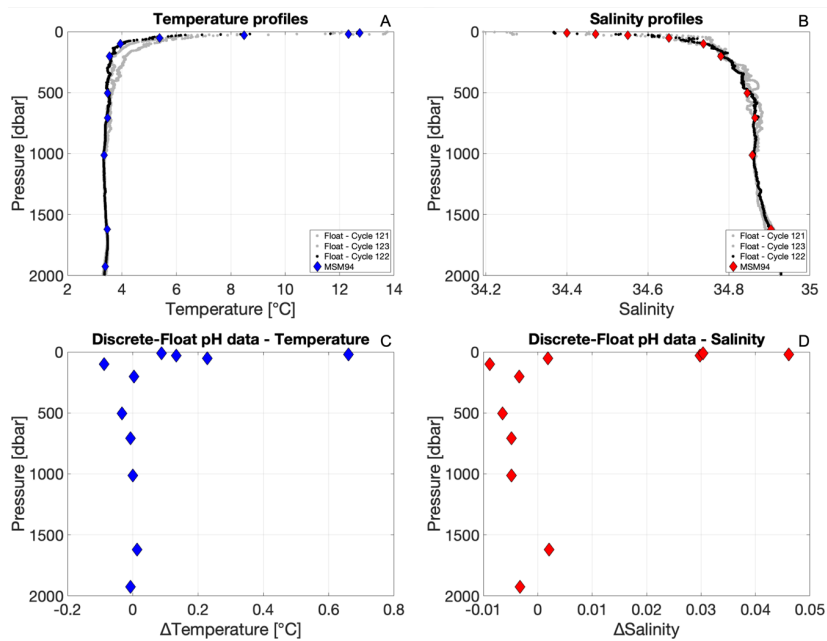 Temperature profiles
A
0
500
1000
1500
2000
Pressure [dbar]
Float - Cycle 121
Float - Cycle 123
Float - Cycle 122
MSM94
2 4 6 8 10 12 14
Temperature [°C]
Salinity profiles
B
0
500
1000
1500
2000
Pressure [dbar]
Float - Cycle 121
Float - Cycle 123
Float - Cycle 122
MSM94
34.2 34.4 34.6 34.8 35
Salinity
Discrete-Float pH data - Temperature
C
0
500
1000
1500
2000
Pressure [dbar]
-0.2 0 0.2 0.4 0.6 0.8
ΔTemperature [°C]
Discrete-Float pH data - Salinity
D
0
500
1000
1500
2000
Pressure [dbar]
-0.01 0 0.01 0.02 0.03 0.04 0.05
ΔSalinity